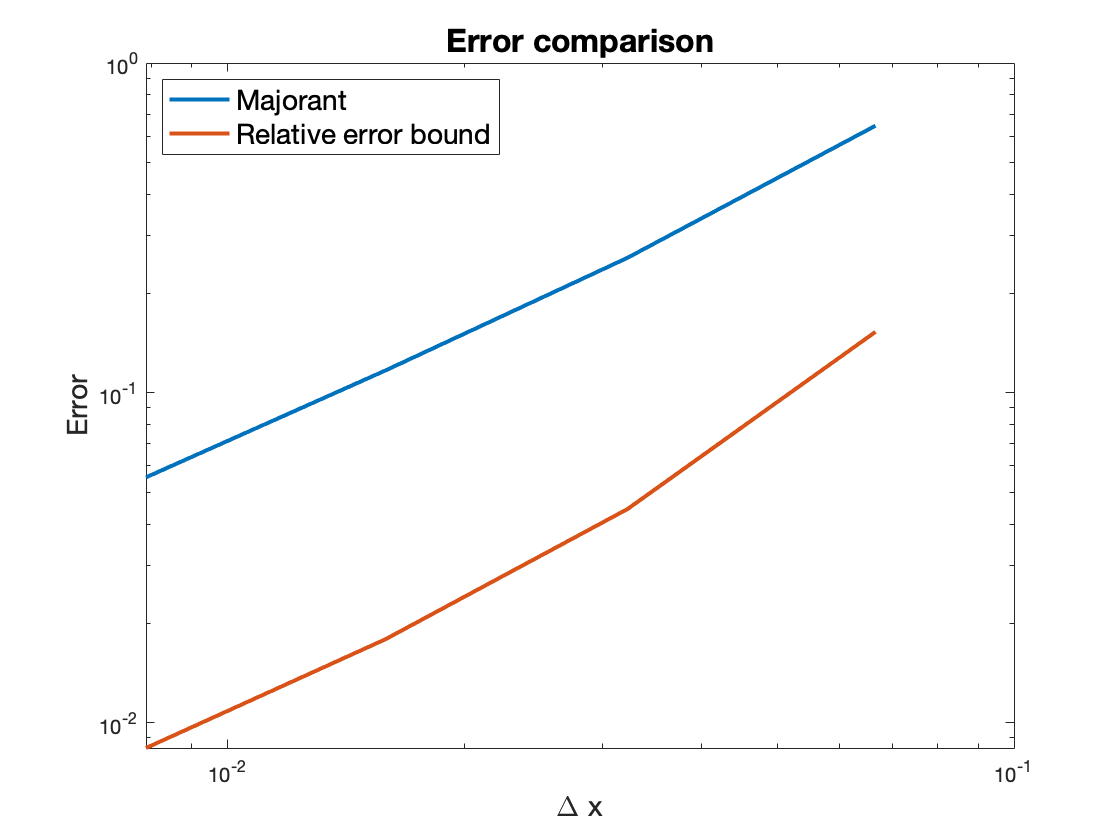 Error comparison
10^0
Majorant
Relative error bound
Error
10^-1
10^-2
10^-2
10^-1
Δ x